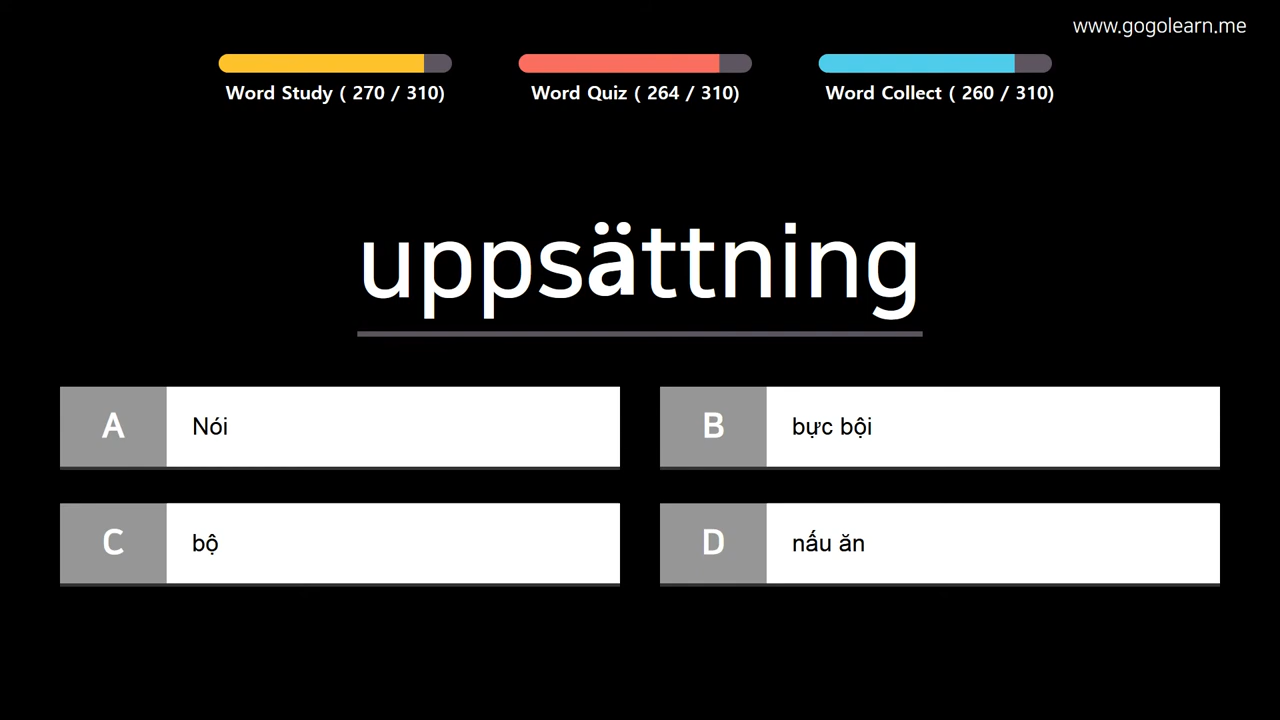 www.gogolearn.me
Word Study ( 270 / 310)
Word Quiz ( 264 / 310)
Word Collect ( 260 / 310)
uppsättning
A Nói
B bực bội
C bộ
D nấu ăn